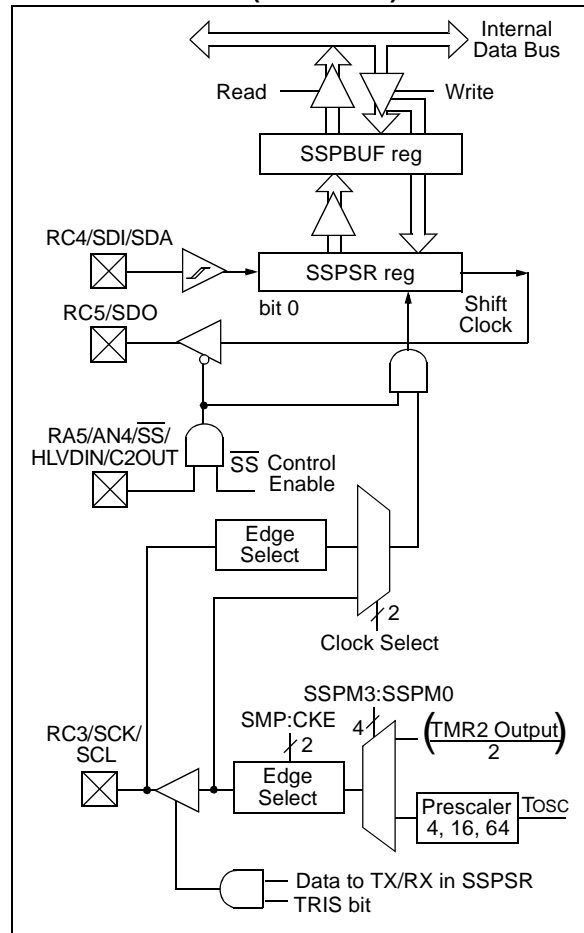 Internal
Data Bus
Read
Write
SSPBUF reg
RC4/SDI/SDA
SSPSR reg
bit 0
Shift
Clock
RC5/SDO
RA5/AN4/SS/
HLVDIN/C2OUT
SS Control
Enable
Edge
Select
2
Clock Select
SSPM3:SSPM0
SMP:CKE
4
(TMR2 Output)
2
2
RC3/SCK/
SCL
Edge
Select
Prescaler
4, 16, 64
TOSC
Data to TX/RX in SSPSR
TRIS bit